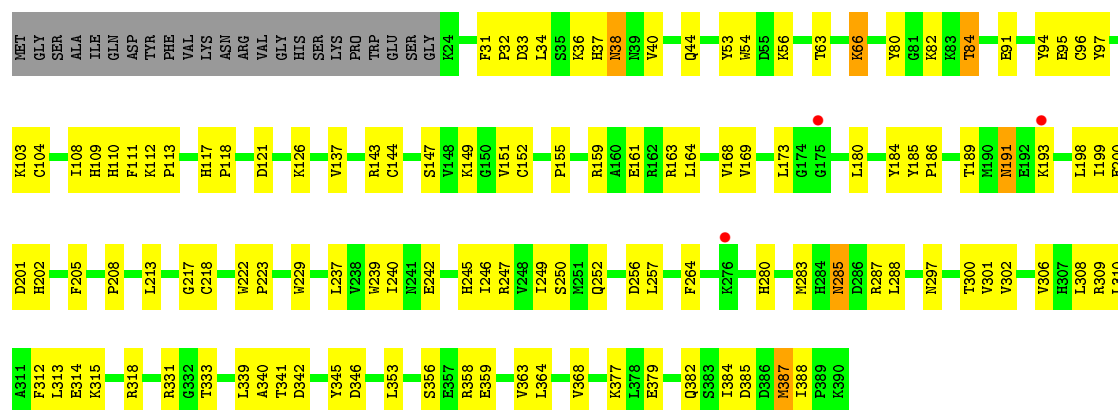 MET GLY SER ALA ILE GLN ASP TYR PHE VAL LYS ASN ARG VAL GLY HIS SER LYS PRO TRP GLU SER GLY K24 F31 P32 D33 L34 S35 K36 H37 N38 N39 V40 Q44 Y53 W54 D55 K56 T63 K66 Y80 G81 K82 K83 T84 E91 Y94 E95 C96 Y97
K103 C104 I108 H109 H110 F111 K112 P113 H117 P118 D121 K126 V137 R143 C144 S147 V148 K149 G150 V151 C152 P155 R159 A160 E161 R162 R163 L164 V168 V169 L173 G174 G175 L180 Y184 Y185 P186 T189 M190 N191 E192 K193 L198 I199
D201 H202 F205 P208 L213 G217 C218 W222 P223 W229 L237 V238 W239 I240 N241 E242 H245 I246 R247 V248 L249 S250 M251 Q252 D256 L257 F264 K276 H280 M283 H284 N285 D286 R287 L288 N297 T300 V301 V302 V306 H307 L308 R309 L310
A311 F312 L313 E314 K315 R318 R331 G332 T333 L339 A340 T341 D342 Y345 D346 L353 S356 E357 R358 E359 V363 L364 V368 K377 L378 E379 Q382 S383 I384 D385 D386 M387 I388 P389 K390